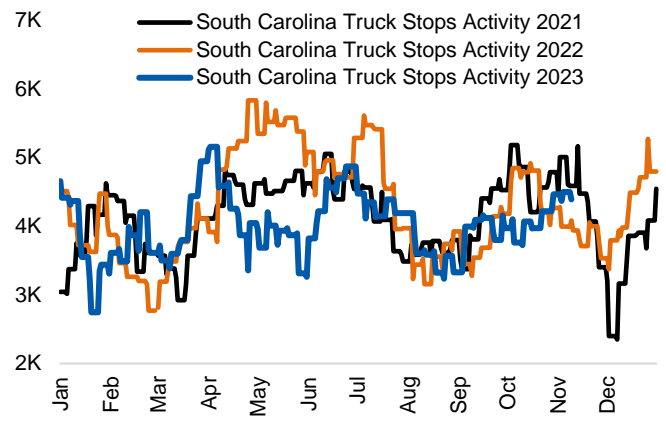 7K
South Carolina Truck Stops Activity 2021
South Carolina Truck Stops Activity 2022
6K
South Carolina Truck Stops Activity 2023
5K
4K
3K
2K
Jan Feb Mar Apr May Jun Jul Aug Sep Oct Nov Dec